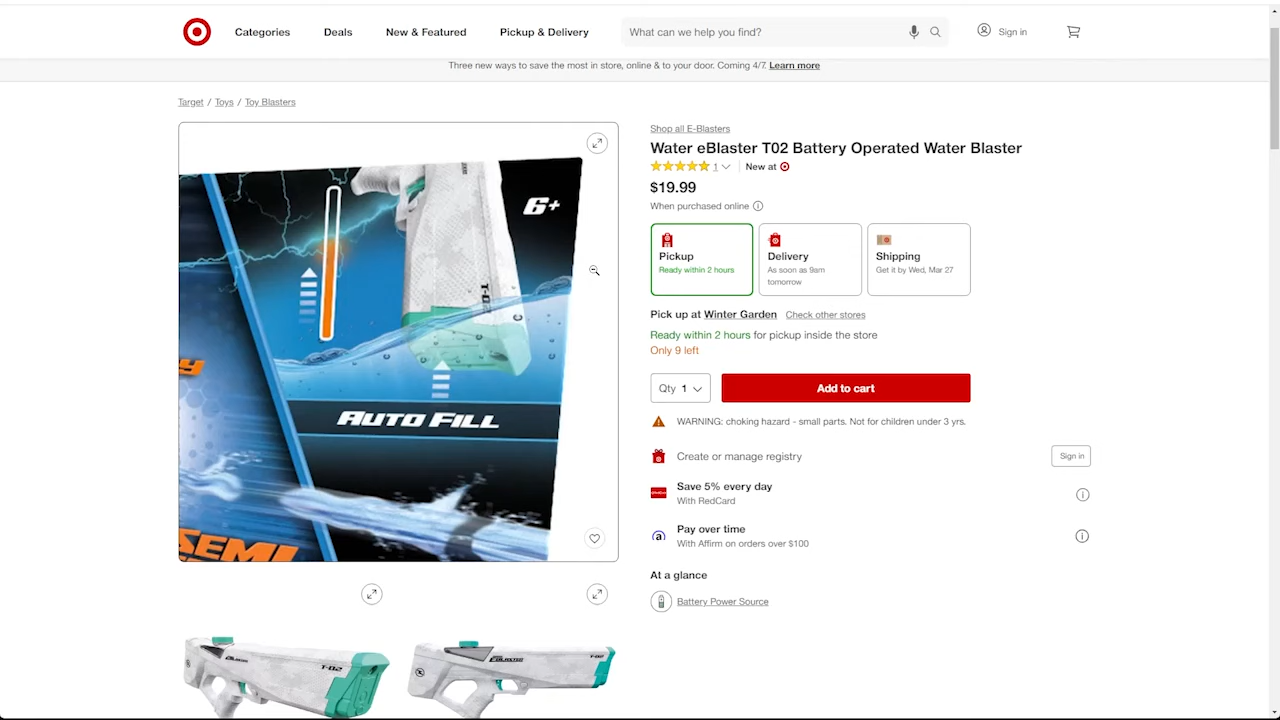 Categories
Deals
New & Featured
Pickup & Delivery
What can we help you find?
Sign in
Three new ways to save the most in store, online & to your door. Coming 4/7. Learn more
Target / Toys / Toy Blasters
Shop all E-Blasters
Water eBlaster T02 Battery Operated Water Blaster
1
New at
$19.99
When purchased online
Pickup
Ready within 2 hours
Delivery
As soon as 9am
tomorrow
Shipping
Get it by Wed, Mar 27
Pick up at Winter Garden
Check other stores
Ready within 2 hours for pickup inside the store
Only 9 left
Qty 1
Add to cart
WARNING: choking hazard - small parts. Not for children under 3 yrs.
Create or manage registry
Sign in
Save 5% every day
With RedCard
Pay over time
With Affirm on orders over $100
At a glance
Battery Power Source
6+
T-02
AUTO FILL
SEMI
T-02
T-02